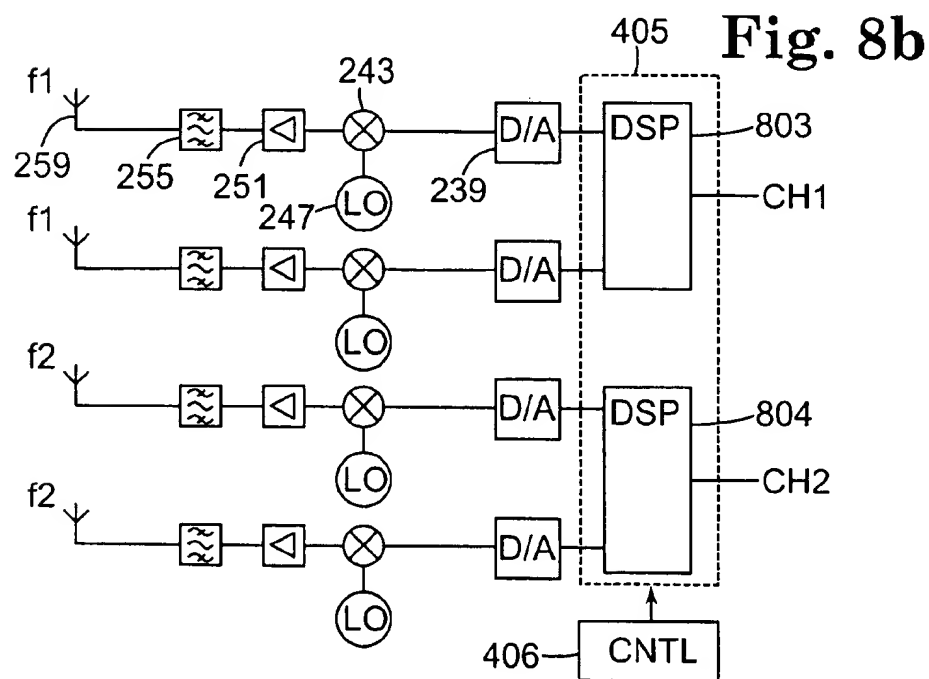 Fig. 8b
405
f1
243
259
255
251
247
LO
D/A
239
DSP
803
CH1
f1
LO
D/A
f2
LO
D/A
DSP
804
CH2
f2
LO
D/A
406
CNTL